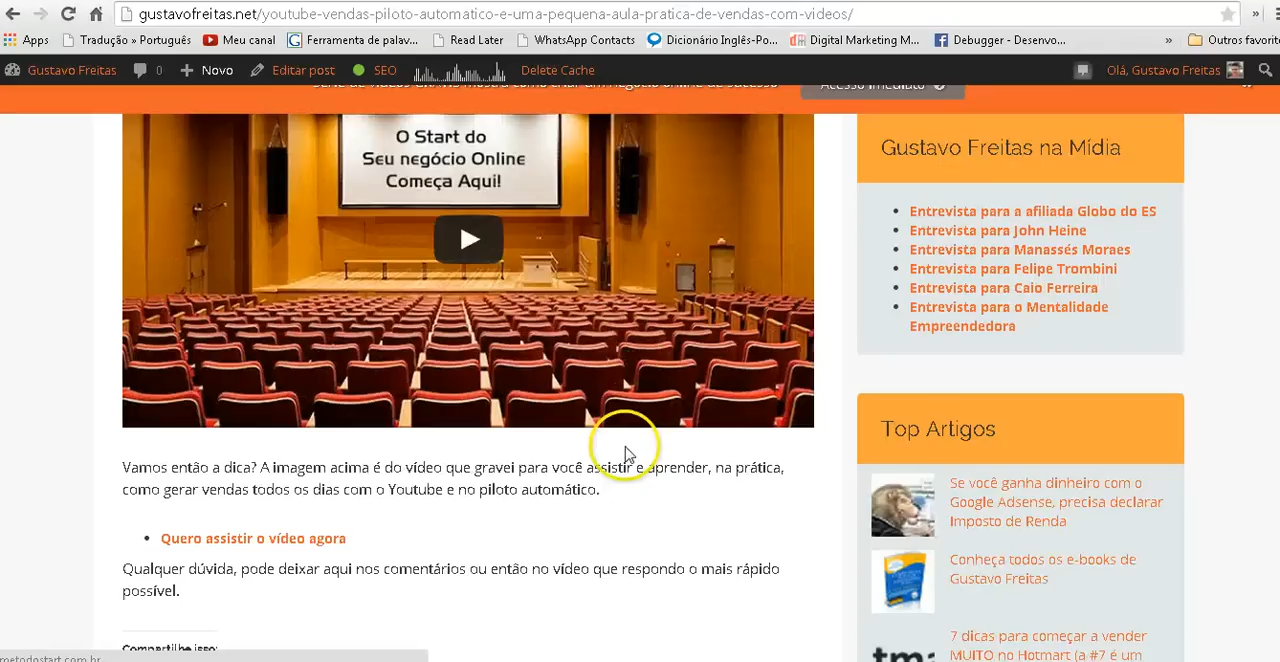 gustavofreitas.net/youtube-vendas-piloto-automatico-e-uma-pequena-aula-pratica-de-vendas-com-videos/
Apps Tradução » Português Meu canal Ferramenta de palav... Read Later WhatsApp Contacts Dicionário Inglês-Po... Digital Marketing M... Debugger - Desenvo... » Outros favorit
Gustavo Freitas 0 Novo Editar post SEO Delete Cache Olá, Gustavo Freitas
Acesso Imediato
O Start do
Seu negócio Online
Começa Aqui!
Vamos então a dica? A imagem acima é do vídeo que gravei para você assistir e aprender, na prática,
como gerar vendas todos os dias com o Youtube e no piloto automático.
• Quero assistir o vídeo agora
Qualquer dúvida, pode deixar aqui nos comentários ou então no vídeo que respondo o mais rápido
possível.
Compartilhe isso:
metodostart.com.br
Gustavo Freitas na Mídia
• Entrevista para a afiliada Globo do ES
• Entrevista para John Heine
• Entrevista para Manassés Moraes
• Entrevista para Felipe Trombini
• Entrevista para Caio Ferreira
• Entrevista para o Mentalidade
Empreendedora
Top Artigos
Se você ganha dinheiro com o
Google Adsense, precisa declarar
Imposto de Renda
Conheça todos os e-books de
Gustavo Freitas
7 dicas para começar a vender
MUITO no Hotmart (a #7 é um